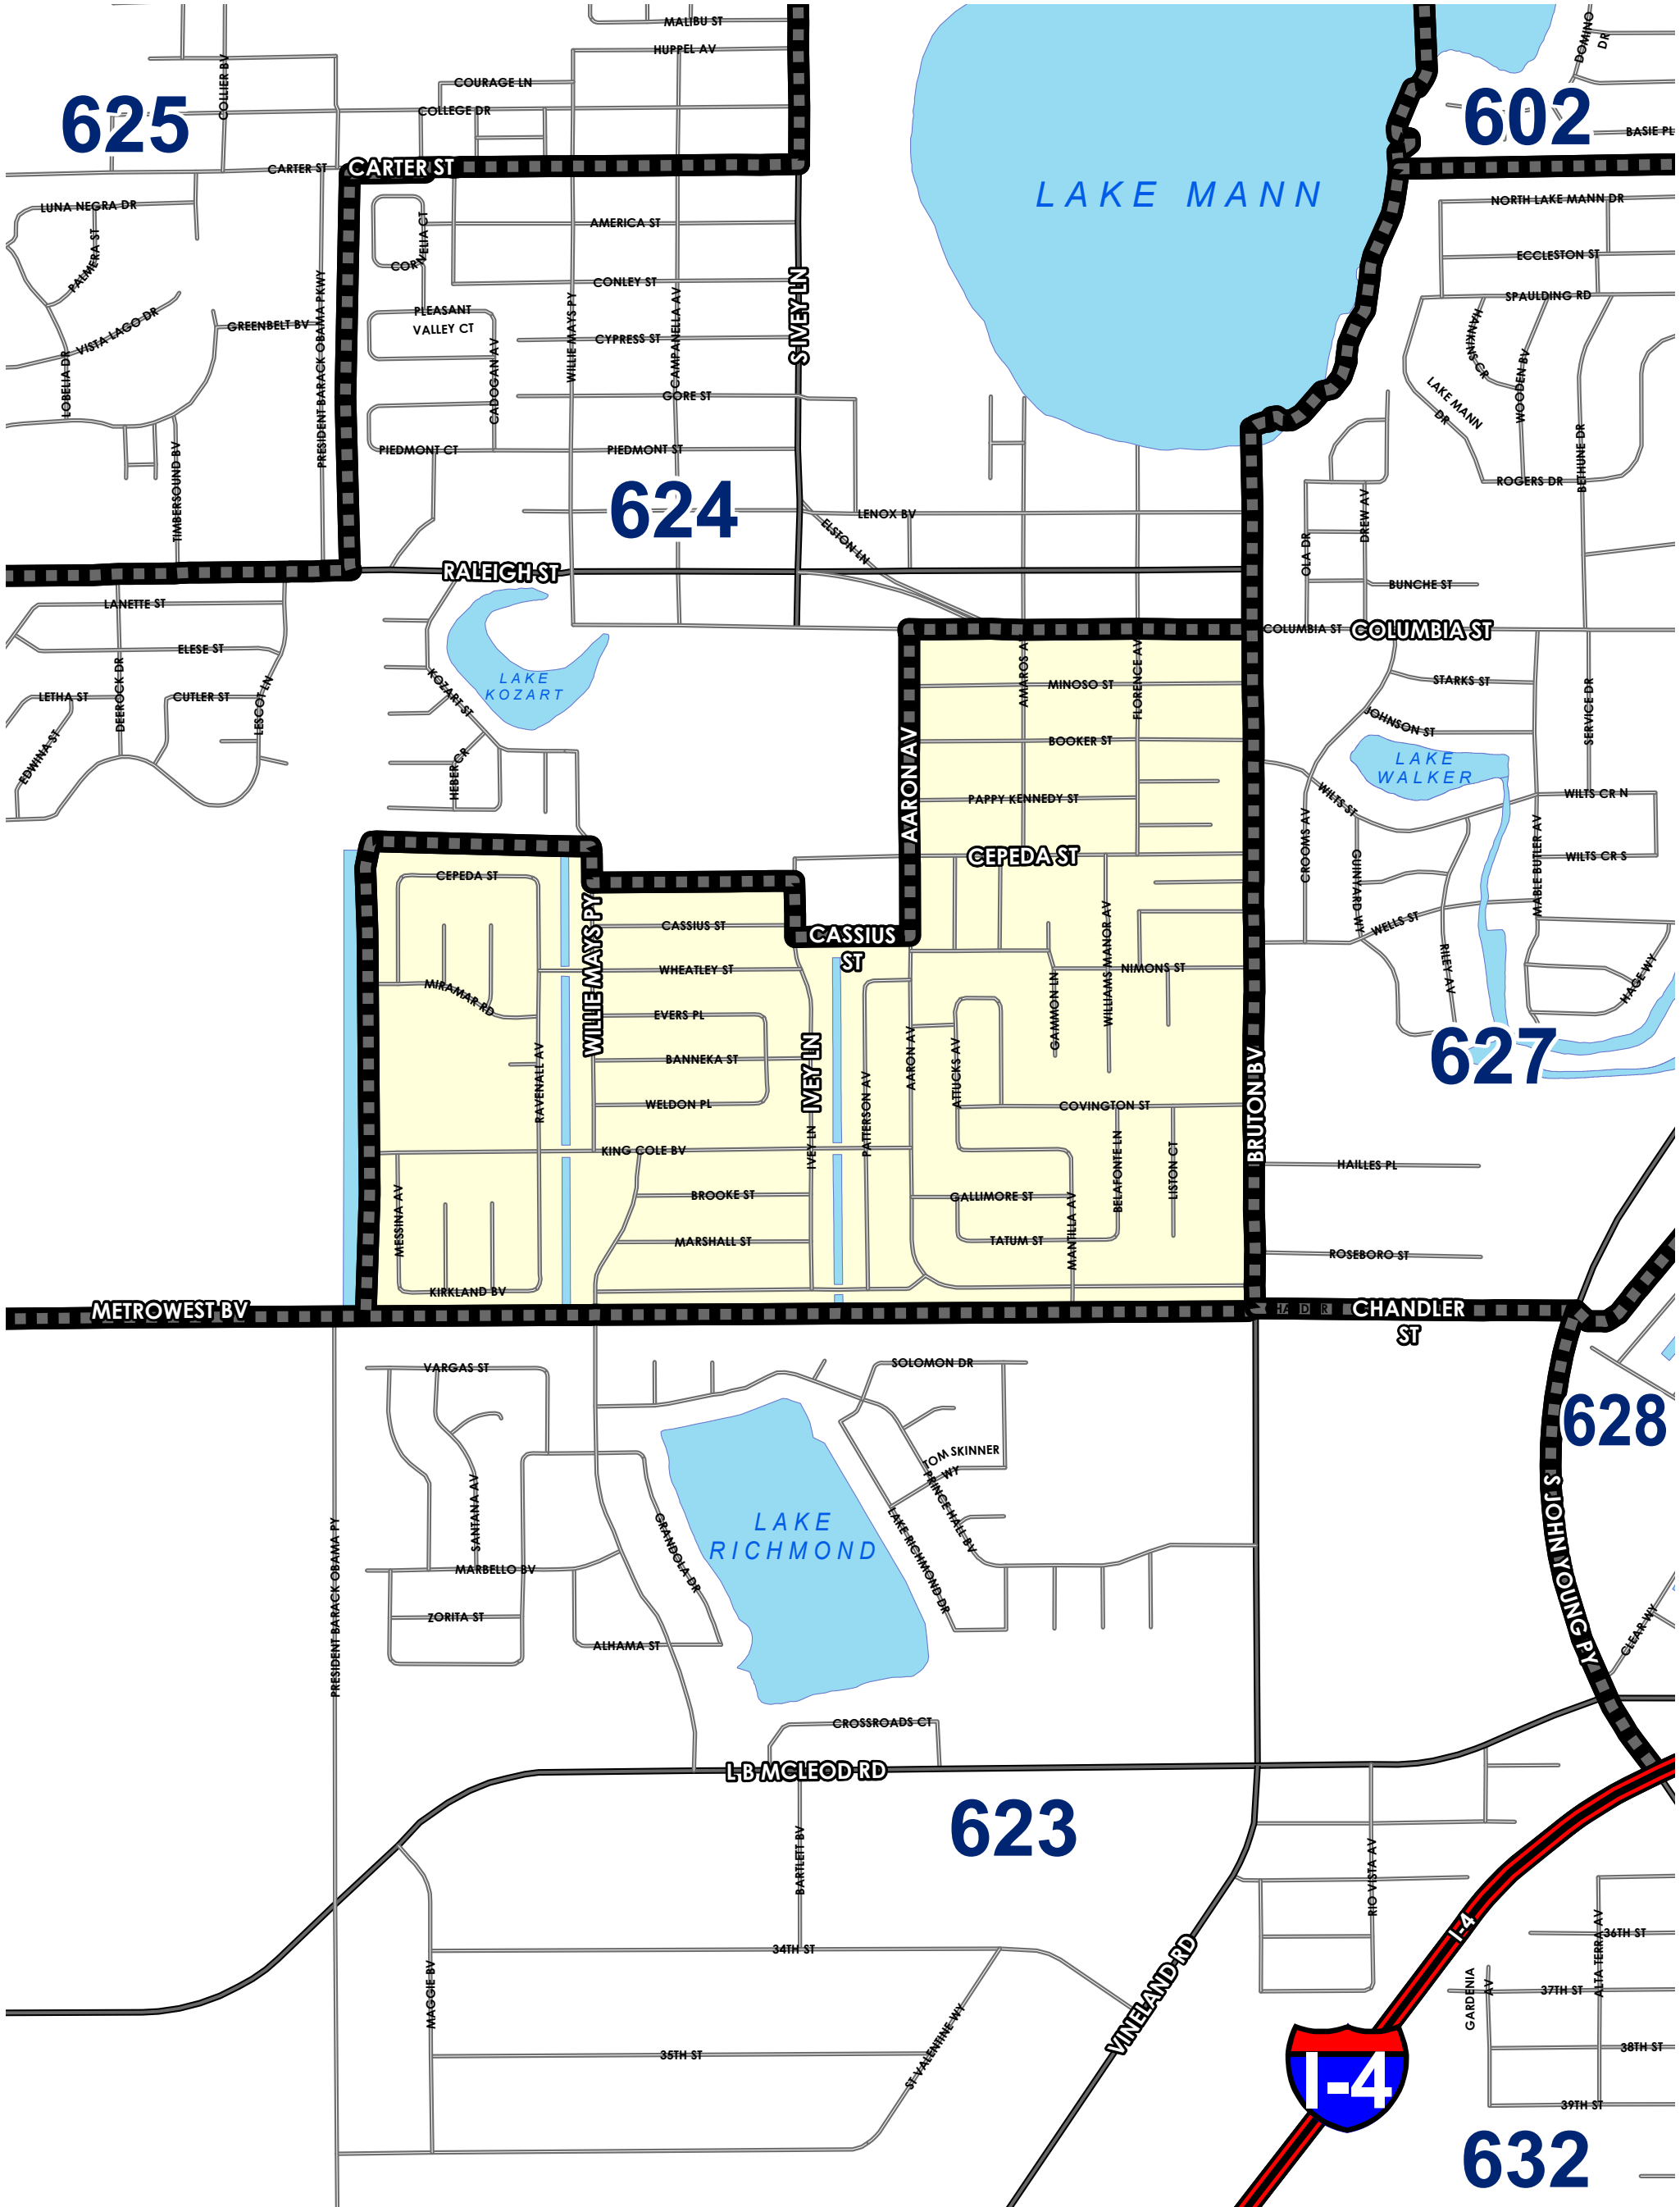 MALIBU ST
HUPPEL AV
DOMINO
DR
COLLIER BV
COURAGE LN
COLLEGE DR
625
602
BASIE PL
CARTER ST
CARTER ST
LAKE MANN
LUNA NEGRA DR
NORTH LAKE MANN DR
PALMERA ST
CORNELIA CT
AMERICA ST
ECCLESTON ST
CONLEY ST
SPAULDING RD
VISTA LAGO DR
GREENBELT BV
PRESIDENT BARACK OBAMA PKWY
PLEASANT
VALLEY CT
WILLIE MAYS PY
CAMPANELLA AV
S IVEY LN
CYPRESS ST
HANKINS CR
WOODEN BV
LOBELIA DR
CADOGAN AV
GORE ST
LAKE MANN
DR
TIMBERSOUND BV
PIEDMONT CT
PIEDMONT ST
BETHUNE DR
ROGERS DR
624
LENOX BV
ELSTON LN
OLA DR
DREW AV
RALEIGH ST
BUNCHE ST
LANETTE ST
COLUMBIA ST
COLUMBIA ST
ELESE ST
LAKE
KOZART
AMAROS AV
FLORENCE AV
LETHA ST
DEEROCK DR
CUTLER ST
LESCOT LN
KOZART ST
MINOSO ST
STARKS ST
SERVICE DR
JOHNSON ST
EDWINA ST
HEBER CR
AARON AV
BOOKER ST
LAKE
WALKER
PAPPY KENNEDY ST
WILTS ST
WILTS CR N
CROOMS AV
CEPEDA ST
GUINYARD WY
MABLE BUTLER AV
WILTS CR S
CEPEDA ST
WILLIE MAYS PY
CASSIUS ST
CASSIUS
ST
WILLIAMS MANOR AV
WELLS ST
RILEY AV
HAGE WY
WHEATLEY ST
NIMONS ST
MIRAMAR RD
GAMMON LN
EVERS PL
627
RAVENALL AV
BANNEKA ST
IVEY LN
AARON AV
ATTUCKS AV
PATTERSON AV
BRUTON BV
WELDON PL
COVINGTON ST
KING COLE BV
IVEY LN
BELAFONTE LN
LISTON CT
HAILLES PL
MESSINA AV
BROOKE ST
GALLIMORE ST
MANTILLA AV
MARSHALL ST
TATUM ST
ROSEBORO ST
KIRKLAND BV
METROWEST BV
CHANDLER
ST
VARGAS ST
SOLOMON DR
628
TOM SKINNER
WY
SANTANA AV
PRINCE HALL BV
S JOHN YOUNG PY
PRESIDENT BARACK OBAMA PY
GRANDOLA DR
LAKE
RICHMOND
LAKE RICHMOND DR
MARBELLO BV
ZORITA ST
ALHAMA ST
CLEAR WY
CROSSROADS CT
L B MCLEOD RD
623
BARTLETT BV
RIO VISTA AV
I-4
34TH ST
ALTA TERRA AV
36TH ST
MAGGIE BV
VINELAND RD
GARDENIA
AV
37TH ST
35TH ST
ST VALENTINE WY
38TH ST
I-4
39TH ST
632